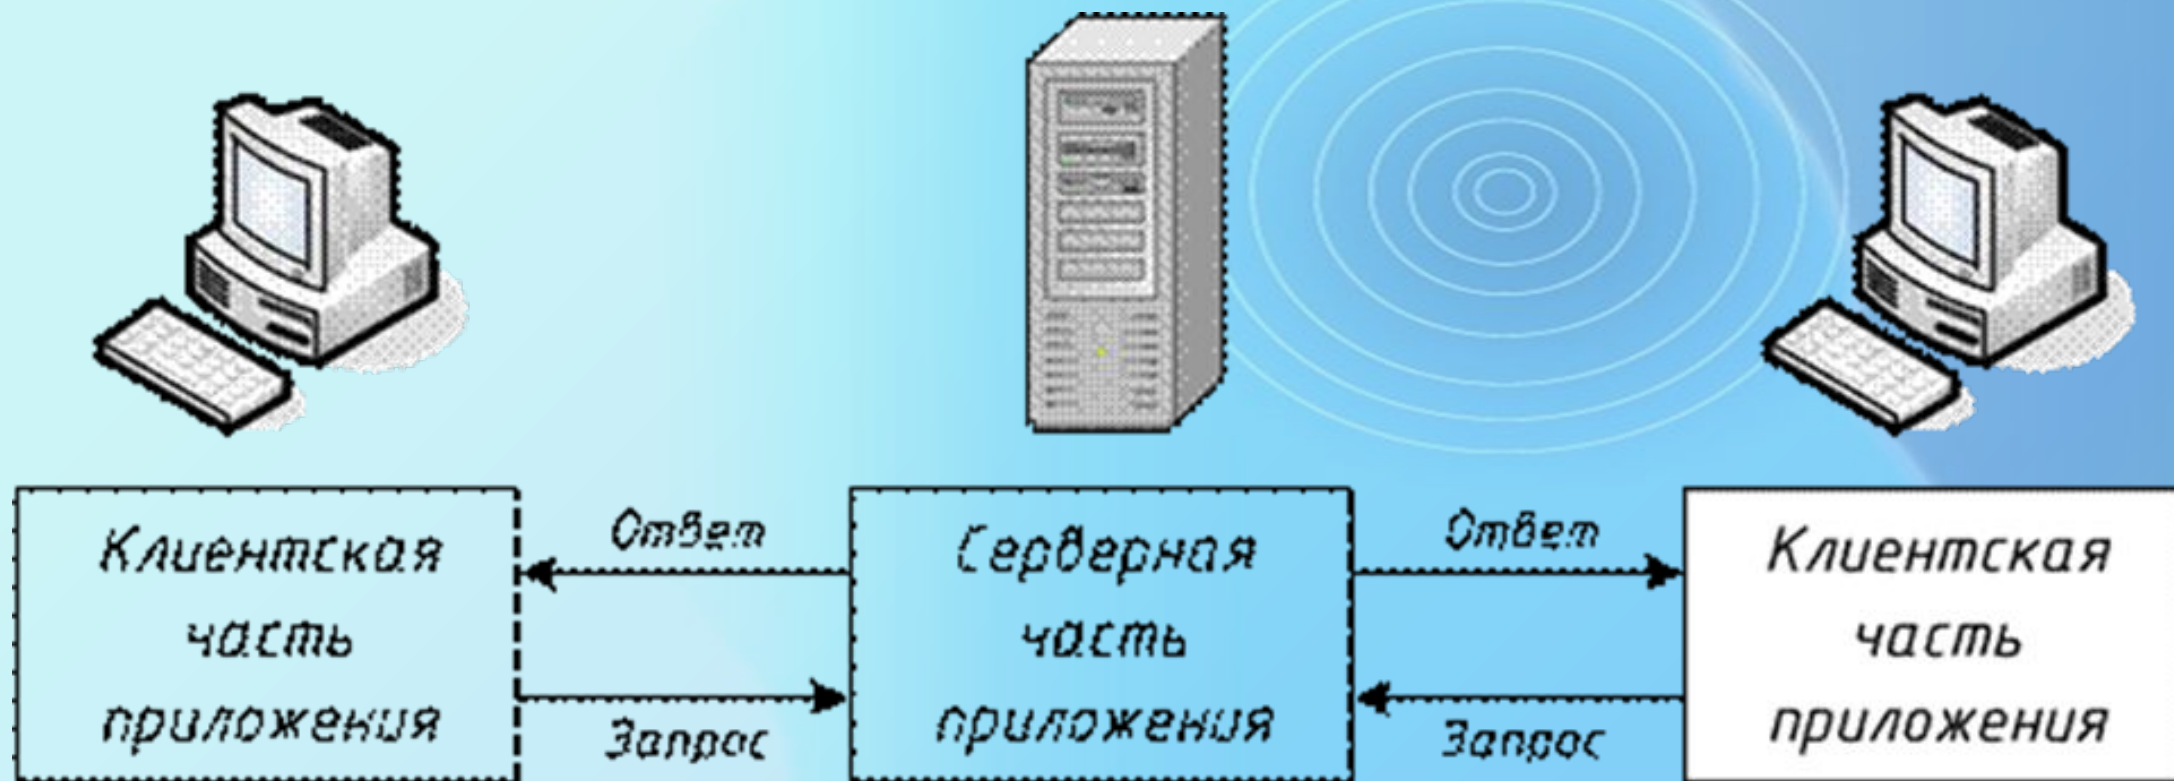 Клиентская
часть
приложения
Ответ
Запрос
Серверная
часть
приложения
Ответ
Запрос
Клиентская
часть
приложения